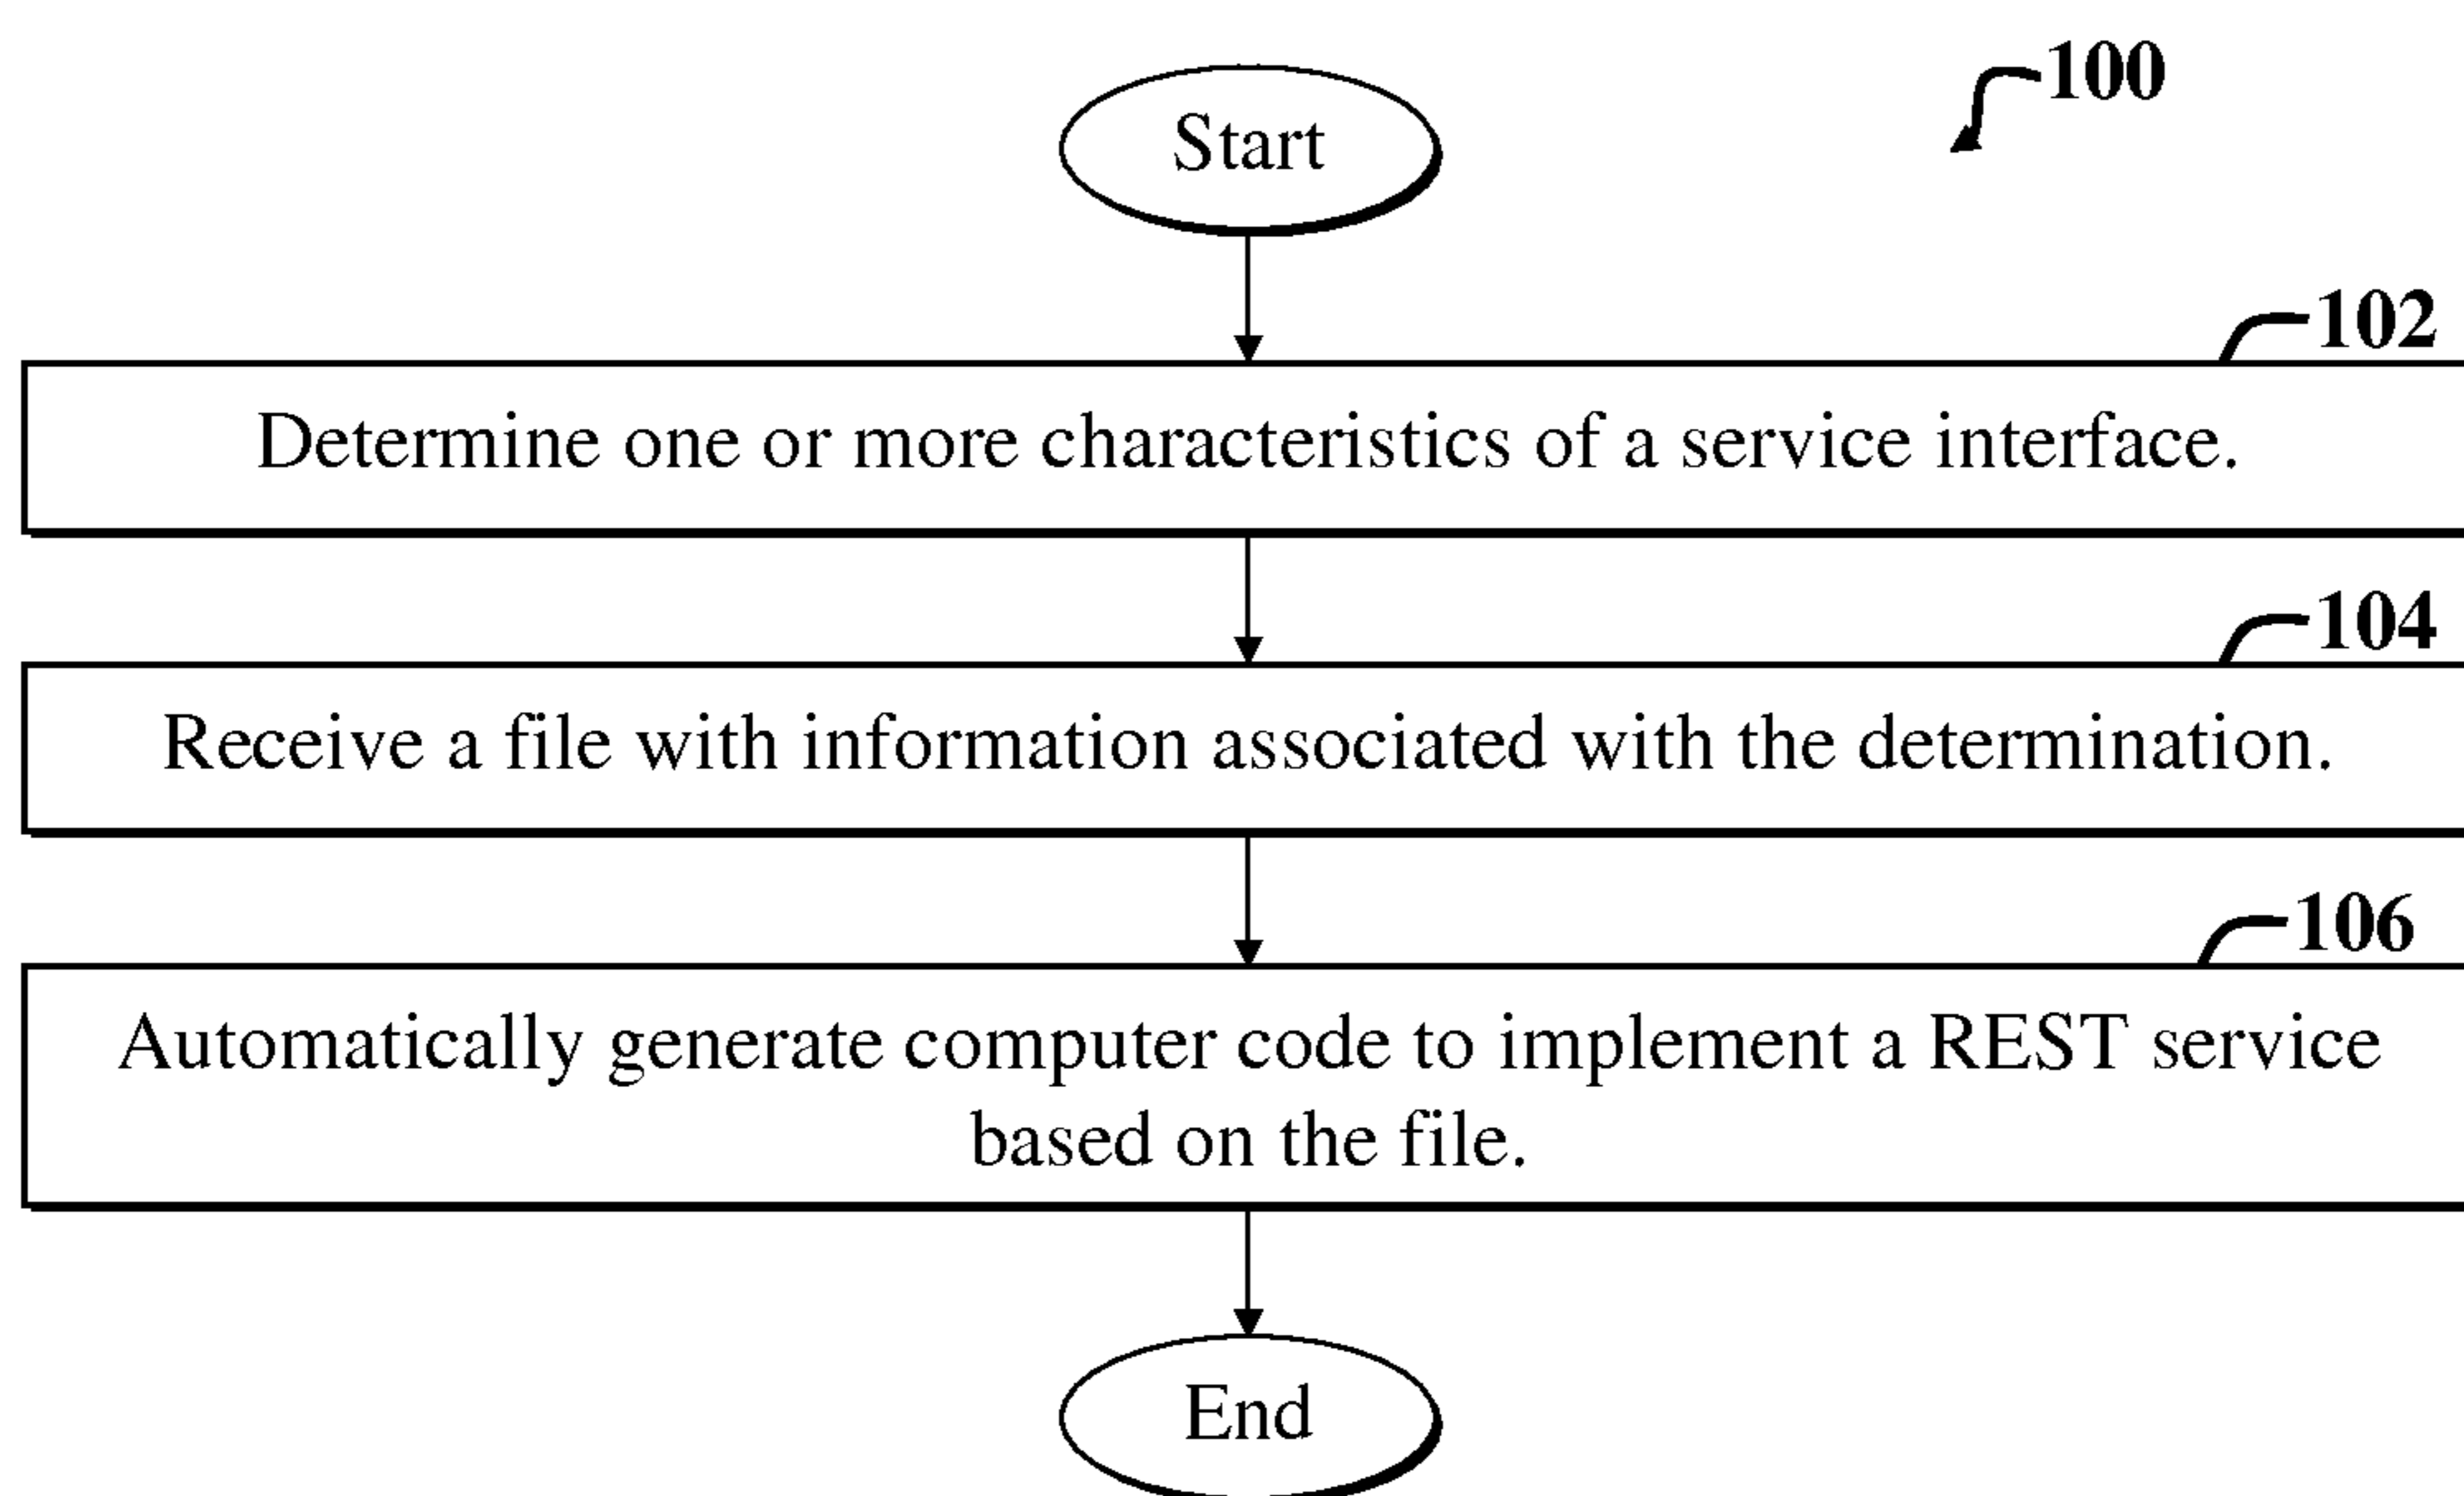 100
Start
102
Determine one or more characteristics of a service interface.
104
Receive a file with information associated with the determination.
106
Automatically generate computer code to implement a REST service
based on the file.
End